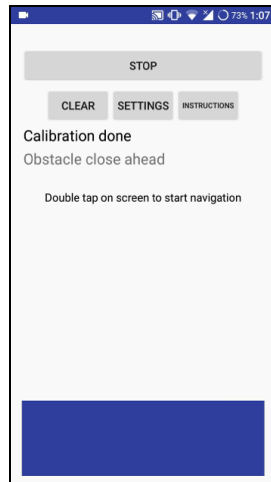 73% 1:07
STOP
CLEAR SETTINGS INSTRUCTIONS
Calibration done
Obstacle close ahead
Double tap on screen to start navigation